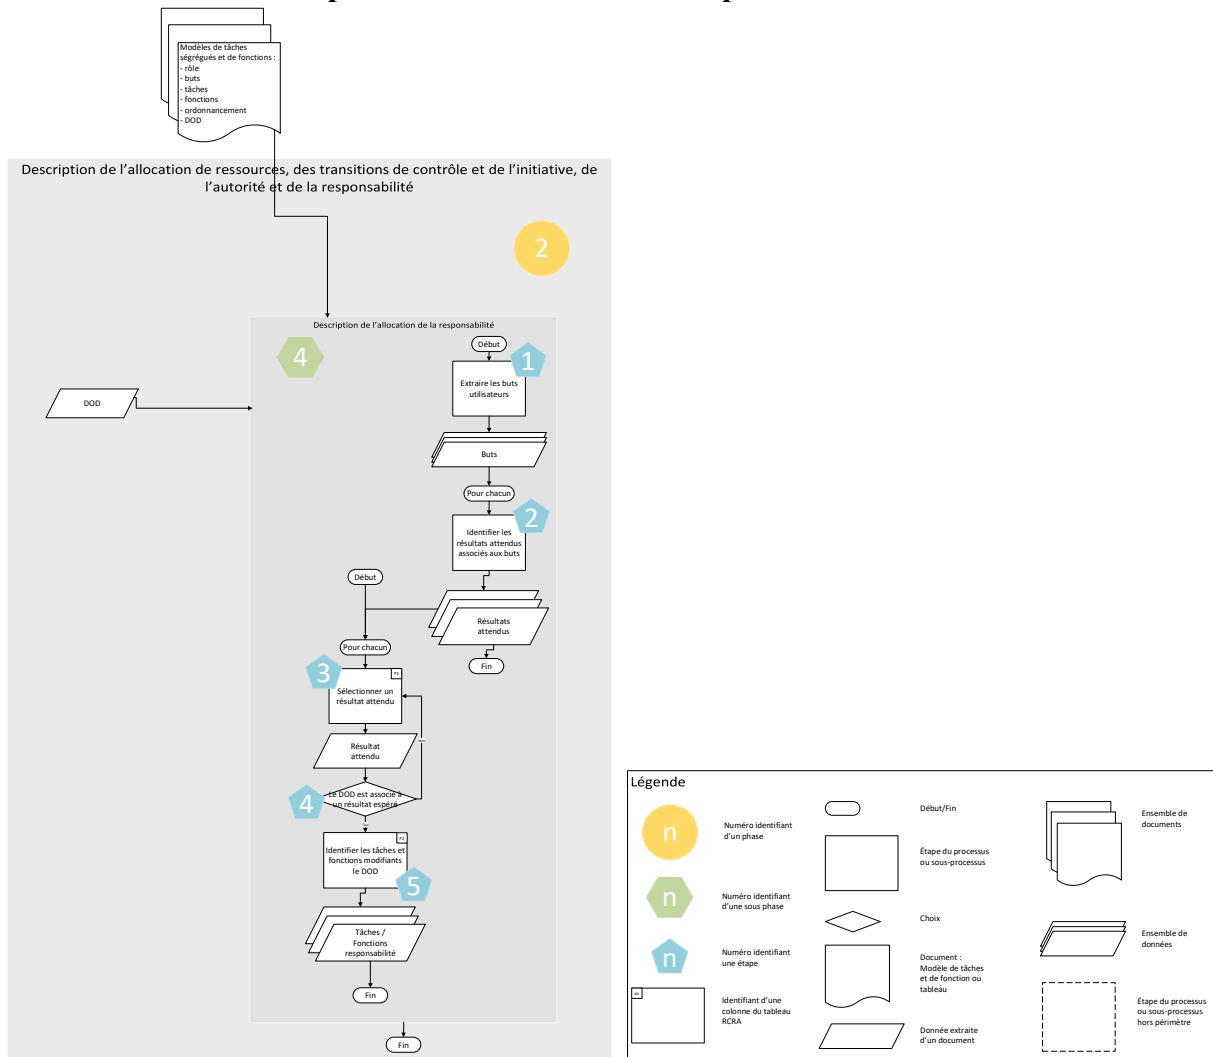 Modèles de tâches
ségrégués et de fonctions :
- rôle
- buts
- tâches
- fonctions
- ordonnancement
- DOD
Description de l'allocation de ressources, des transitions de contrôle et de l'initiative, de
l'autorité et de la responsabilité
2
Description de l'allocation de la responsabilité
4
Début
1
Extraire les buts
utilisateurs
DOD
Buts
Pour chacun
2
Identifier les
résultats attendus
associés aux buts
Début
Résultats
attendus
Pour chacun
Fin
3
P1
Sélectionner un
résultat attendu
Résultat
attendu
4
Le DOD est associé à
un résultat espéré
P2
Identifier les tâches et
fonctions modifiants
le DOD
5
Tâches /
Fonctions
responsabilité
Fin
Fin
Légende
n
Numéro identifiant
d'un phase
n
Numéro identifiant
d'une sous phase
n
Numéro identifiant
une étape
Identifiant d'une
colonne du tableau
RCRA
Début/Fin
Étape du processus
ou sous-processus
Choix
Document :
Modèle de tâches
et de fonction ou
tableau
Donnée extraite
d'un document
Ensemble de
documents
Ensemble de
données
Étape du processus
ou sous-processus
hors périmètre